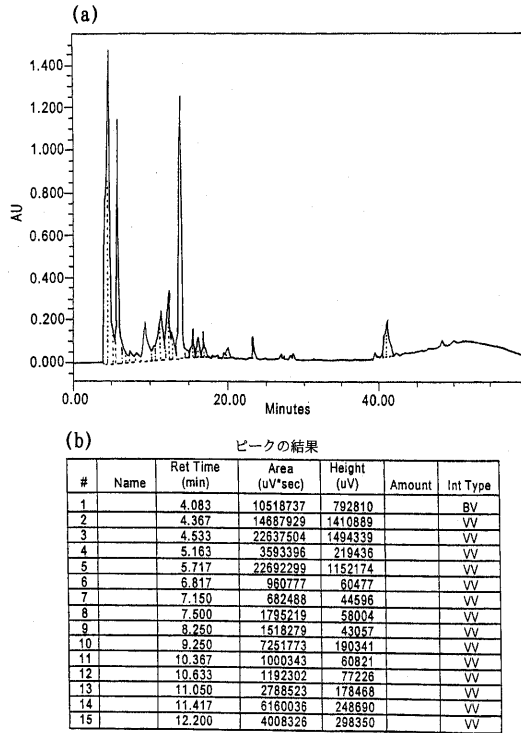 (a)
1.400
1.200
1.000
0.800
0.600
0.400
0.200
0.000
AU
0.00 20.00 40.00
Minutes
(b)
ピークの結果
# Name Ret Time (min) Area (uV*sec) Height (uV) Amount Int Type
1 4.083 10518737 792810 BV
2 4.367 14687929 1410889 VV
3 4.533 22637504 1494339 VV
4 5.163 3593396 219436 VV
5 5.717 22692299 1152174 VV
6 6.817 960777 60477 VV
7 7.150 682488 44596 VV
8 7.500 1795219 58004 VV
9 8.250 1518279 43057 VV
10 9.250 7251773 190341 VV
11 10.367 1000343 60821 VV
12 10.633 1192302 77226 VV
13 11.050 2788523 178468 VV
14 11.417 6160036 248690 VV
15 12.200 4008326 298350 VV